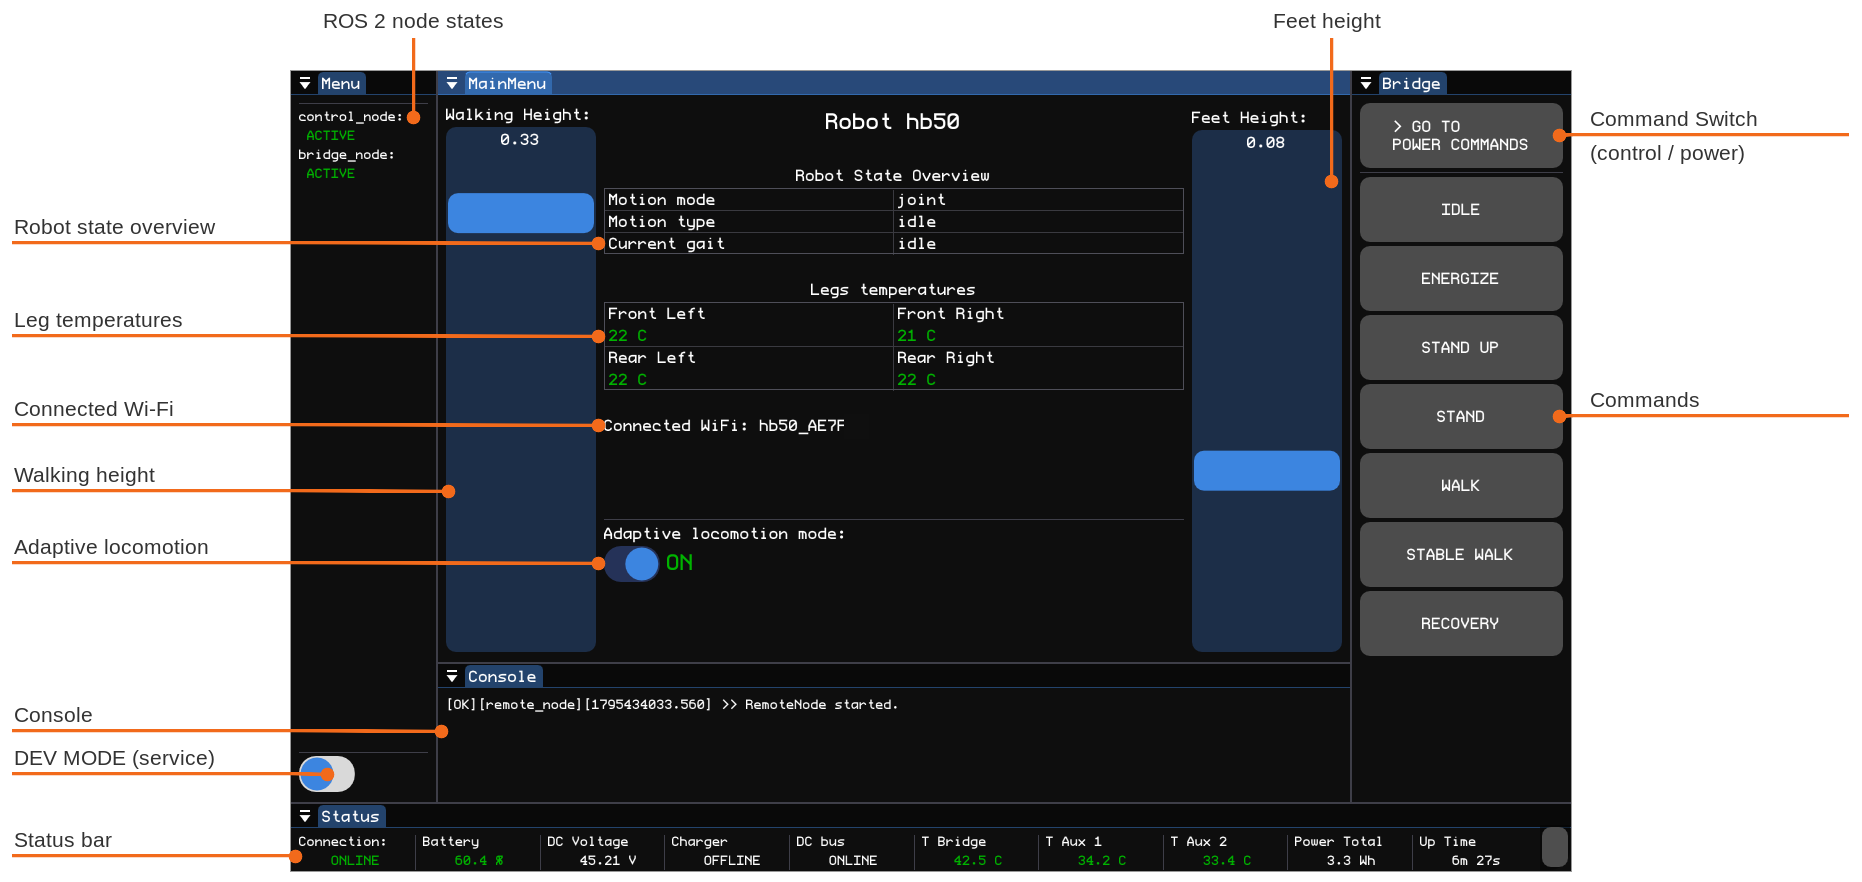 ROS 2 node states
Feet height
Menu
MainMenu
Bridge
control_node:
ACTIVE
bridge_node:
ACTIVE
Walking Height:
0.33
Robot hb50
Feet Height:
0.08
> GO TO
POWER COMMANDS
Command Switch
(control / power)
Robot State Overview
Motion mode joint
Motion type idle
Current gait idle
Robot state overview
IDLE
ENERGIZE
STAND UP
STAND
WALK
STABLE WALK
RECOVERY
Legs temperatures
Front Left Front Right
22 C 21 C
Rear Left Rear Right
22 C 22 C
Leg temperatures
Connected Wi-Fi
Connected WiFi: hb50_AE7F
Commands
Walking height
Adaptive locomotion mode:
ON
Adaptive locomotion
Console
[OK][remote_node][1795434033.560] >> RemoteNode started.
Console
DEV MODE (service)
Status bar
Status
Connection: Battery DC Voltage Charger DC bus T Bridge T Aux 1 T Aux 2 Power Total Up Time
ONLINE 60.4 % 45.21 V OFFLINE ONLINE 42.5 C 34.2 C 33.4 C 3.3 Wh 6m 27s